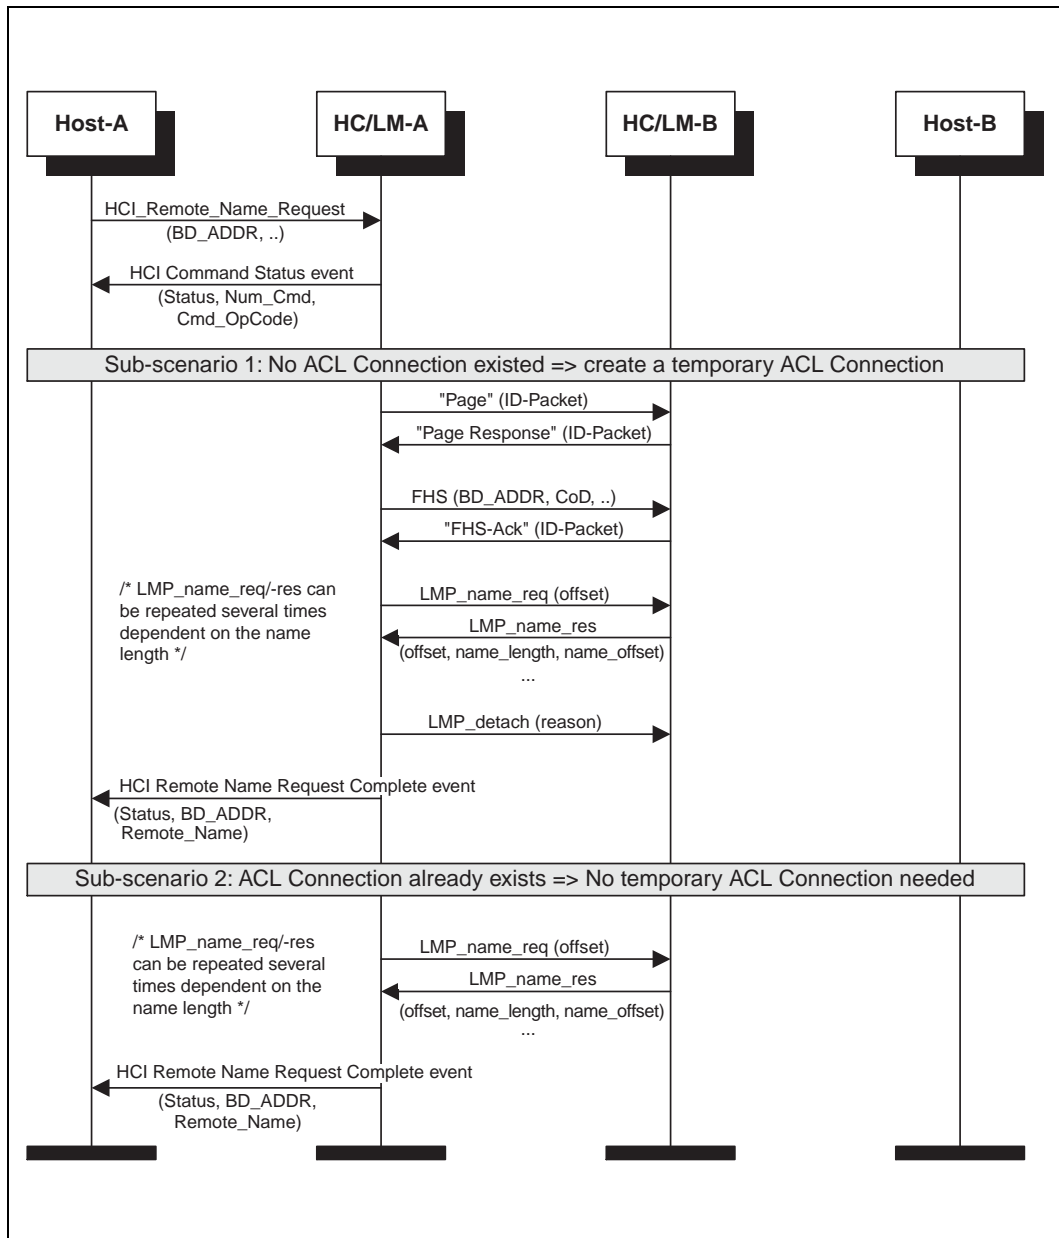 Host-A
HC/LM-A
HC/LM-B
Host-B
HCI_Remote_Name_Request
(BD_ADDR, ..)
HCI Command Status event
(Status, Num_Cmd,
Cmd_OpCode)
Sub-scenario 1: No ACL Connection existed => create a temporary ACL Connection
"Page" (ID-Packet)
"Page Response" (ID-Packet)
FHS (BD_ADDR, CoD, ..)
"FHS-Ack" (ID-Packet)
/* LMP_name_req/-res can
be repeated several times
dependent on the name
length */
LMP_name_req (offset)
LMP_name_res
(offset, name_length, name_offset)
...
LMP_detach (reason)
HCI Remote Name Request Complete event
(Status, BD_ADDR,
Remote_Name)
Sub-scenario 2: ACL Connection already exists => No temporary ACL Connection needed
/* LMP_name_req/-res
can be repeated several
times dependent on the
name length */
LMP_name_req (offset)
LMP_name_res
(offset, name_length, name_offset)
...
HCI Remote Name Request Complete event
(Status, BD_ADDR,
Remote_Name)